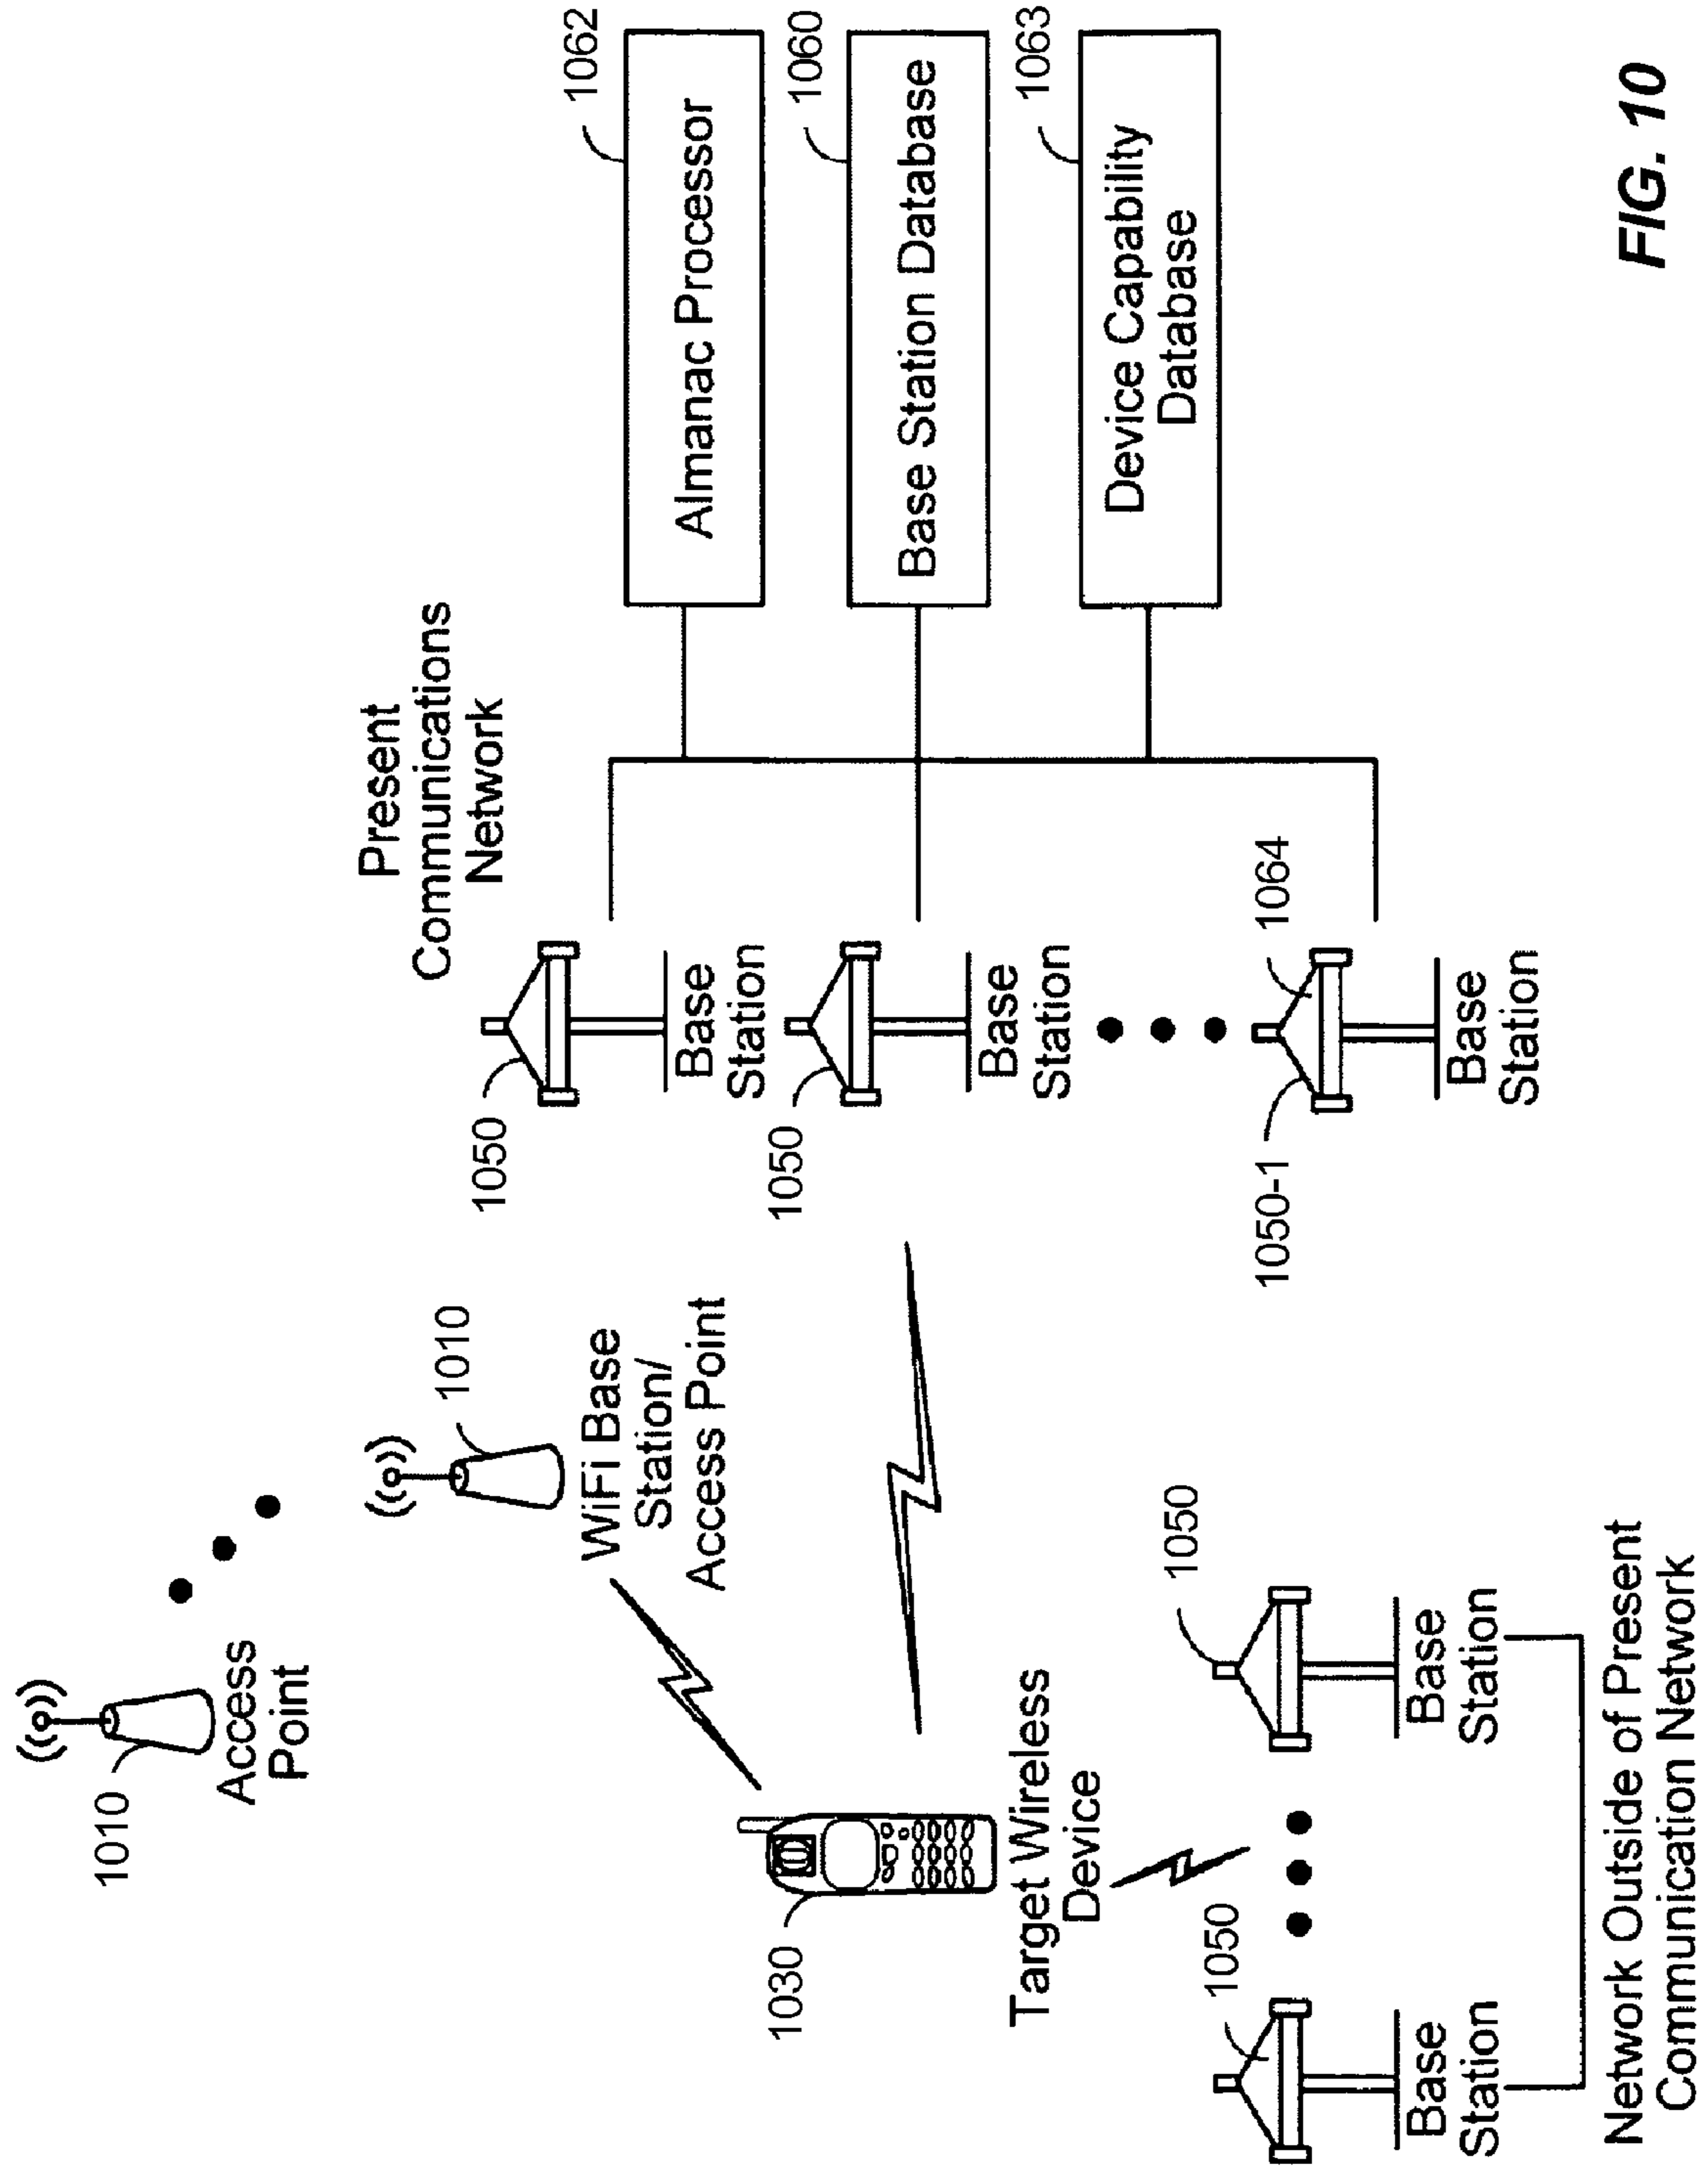 1010
Access
Point
1010
WiFi Base
Station/
Access Point
Present
Communications
Network
1050
Base
Station
1062
Almanac Processor
1030
Target Wireless
Device
1050
Base
Station
1060
Base Station Database
1063
Device Capability
Database
1050
Base
Station
1050
Base
Station
Network Outside of Present
Communication Network
1050-1
1064
Base
Station
FIG. 10